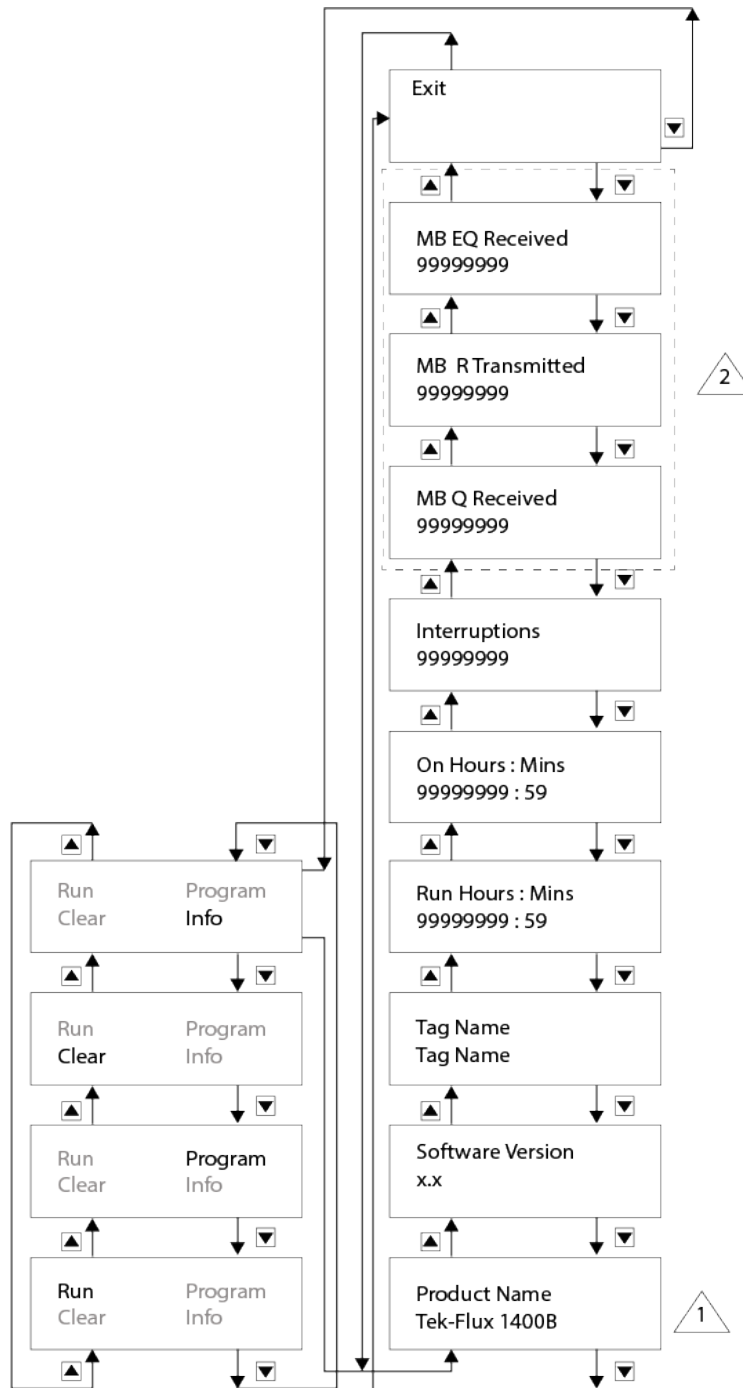 Exit
MB EQ Received
99999999
MB R Transmitted
99999999
2
MB Q Received
99999999
Interruptions
99999999
On Hours : Mins
99999999 : 59
Run Hours : Mins
99999999 : 59
Tag Name
Tag Name
Software Version
x.x
Product Name
Tek-Flux 1400B
1
Run Program
Clear Info
Run Program
Clear Info
Run Program
Clear Info
Run Program
Clear Info